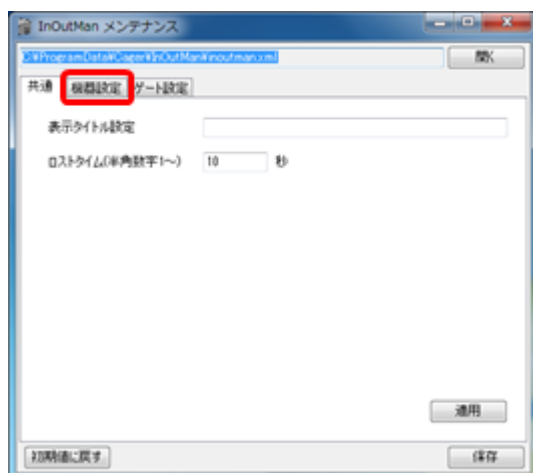 InOutMan メンテナンス
C:¥ProgramData¥Cager¥InOutMan¥inoutman.xml 開く
共通 機器設定 ゲート設定
表示タイトル設定
ロストタイム(半角数字1～) 10 秒
適用
初期値に戻す 保存